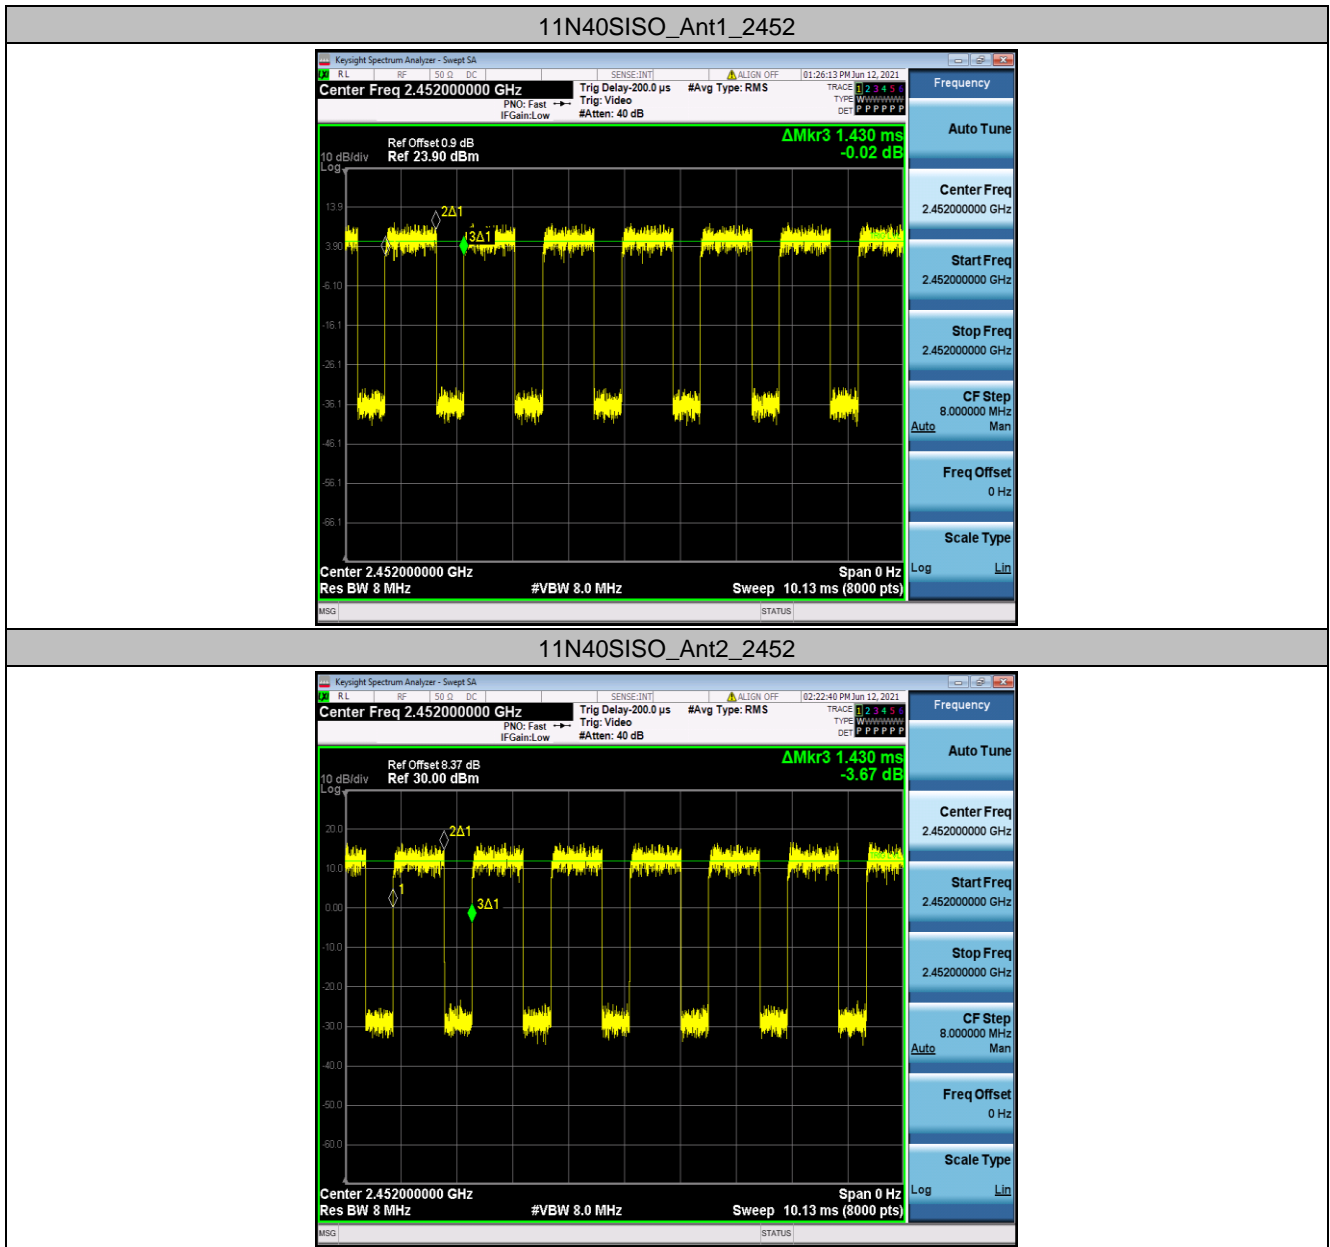 11N40SISO_Ant1_2452
Keysight Spectrum Analyzer - Swept SA
RL RF 50 Ω DC SENSE:INT ALIGN OFF 01:26:13 PM Jun 12, 2021
Center Freq 2.452000000 GHz
PNO: Fast
IFGain:Low
Trig Delay-200.0 µs
Trig: Video
#Atten: 40 dB
#Avg Type: RMS
TRACE 1 2 3 4 5 6
TYPE WWWWWW
DET P P P P P P
Frequency
ΔMkr3 1.430 ms
-0.02 dB
Ref Offset 0.9 dB
10 dB/div Ref 23.90 dBm
Log
13.9
3.90
-6.10
-16.1
-26.1
-36.1
-46.1
-56.1
-66.1
2Δ1
3Δ1
Center 2.452000000 GHz Span 0 Hz
Res BW 8 MHz #VBW 8.0 MHz Sweep 10.13 ms (8000 pts)
MSG STATUS
Auto Tune
Center Freq
2.452000000 GHz
Start Freq
2.452000000 GHz
Stop Freq
2.452000000 GHz
CF Step
8.000000 MHz
Auto Man
Freq Offset
0 Hz
Scale Type
Log Lin
11N40SISO_Ant2_2452
Keysight Spectrum Analyzer - Swept SA
RL RF 50 Ω DC SENSE:INT ALIGN OFF 02:22:40 PM Jun 12, 2021
Center Freq 2.452000000 GHz
PNO: Fast
IFGain:Low
Trig Delay-200.0 µs
Trig: Video
#Atten: 40 dB
#Avg Type: RMS
TRACE 1 2 3 4 5 6
TYPE WWWWWW
DET P P P P P P
Frequency
ΔMkr3 1.430 ms
-3.67 dB
Ref Offset 8.37 dB
10 dB/div Ref 30.00 dBm
Log
20.0
10.0
0.00
-10.0
-20.0
-30.0
-40.0
-50.0
-60.0
2Δ1
1
3Δ1
Center 2.452000000 GHz Span 0 Hz
Res BW 8 MHz #VBW 8.0 MHz Sweep 10.13 ms (8000 pts)
MSG STATUS
Auto Tune
Center Freq
2.452000000 GHz
Start Freq
2.452000000 GHz
Stop Freq
2.452000000 GHz
CF Step
8.000000 MHz
Auto Man
Freq Offset
0 Hz
Scale Type
Log Lin